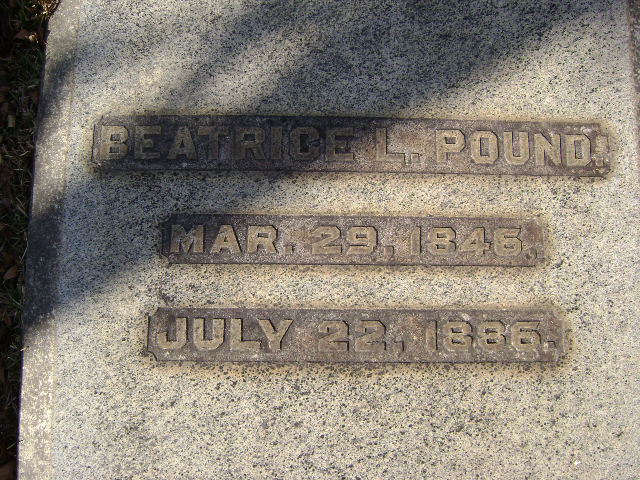 BEATRICE L. POUND.
MAR. 29, 1846.
JULY 22, 1886.